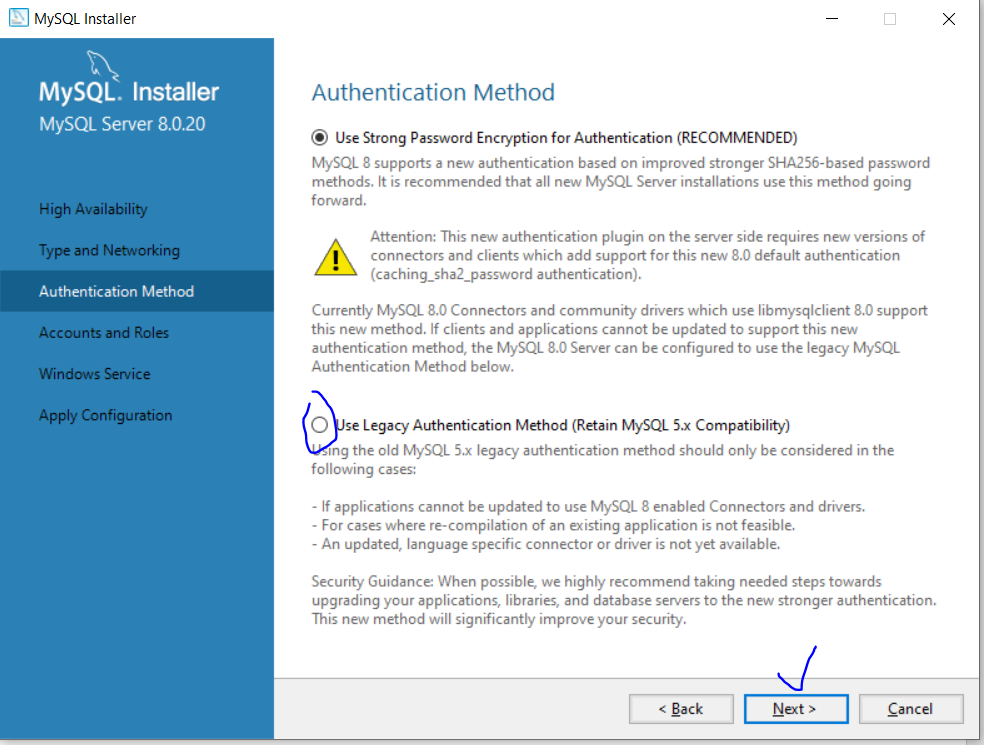 MySQL Installer
MySQL. Installer
MySQL Server 8.0.20
High Availability
Type and Networking
Authentication Method
Accounts and Roles
Windows Service
Apply Configuration
Authentication Method
Use Strong Password Encryption for Authentication (RECOMMENDED)
MySQL 8 supports a new authentication based on improved stronger SHA256-based password
methods. It is recommended that all new MySQL Server installations use this method going
forward.
Attention: This new authentication plugin on the server side requires new versions of
connectors and clients which add support for this new 8.0 default authentication
(caching_sha2_password authentication).
Currently MySQL 8.0 Connectors and community drivers which use libmysqlclient 8.0 support
this new method. If clients and applications cannot be updated to support this new
authentication method, the MySQL 8.0 Server can be configured to use the legacy MySQL
Authentication Method below.
Use Legacy Authentication Method (Retain MySQL 5.x Compatibility)
Using the old MySQL 5.x legacy authentication method should only be considered in the
following cases:
- If applications cannot be updated to use MySQL 8 enabled Connectors and drivers.
- For cases where re-compilation of an existing application is not feasible.
- An updated, language specific connector or driver is not yet available.
Security Guidance: When possible, we highly recommend taking needed steps towards
upgrading your applications, libraries, and database servers to the new stronger authentication.
This new method will significantly improve your security.
< Back
Next >
Cancel